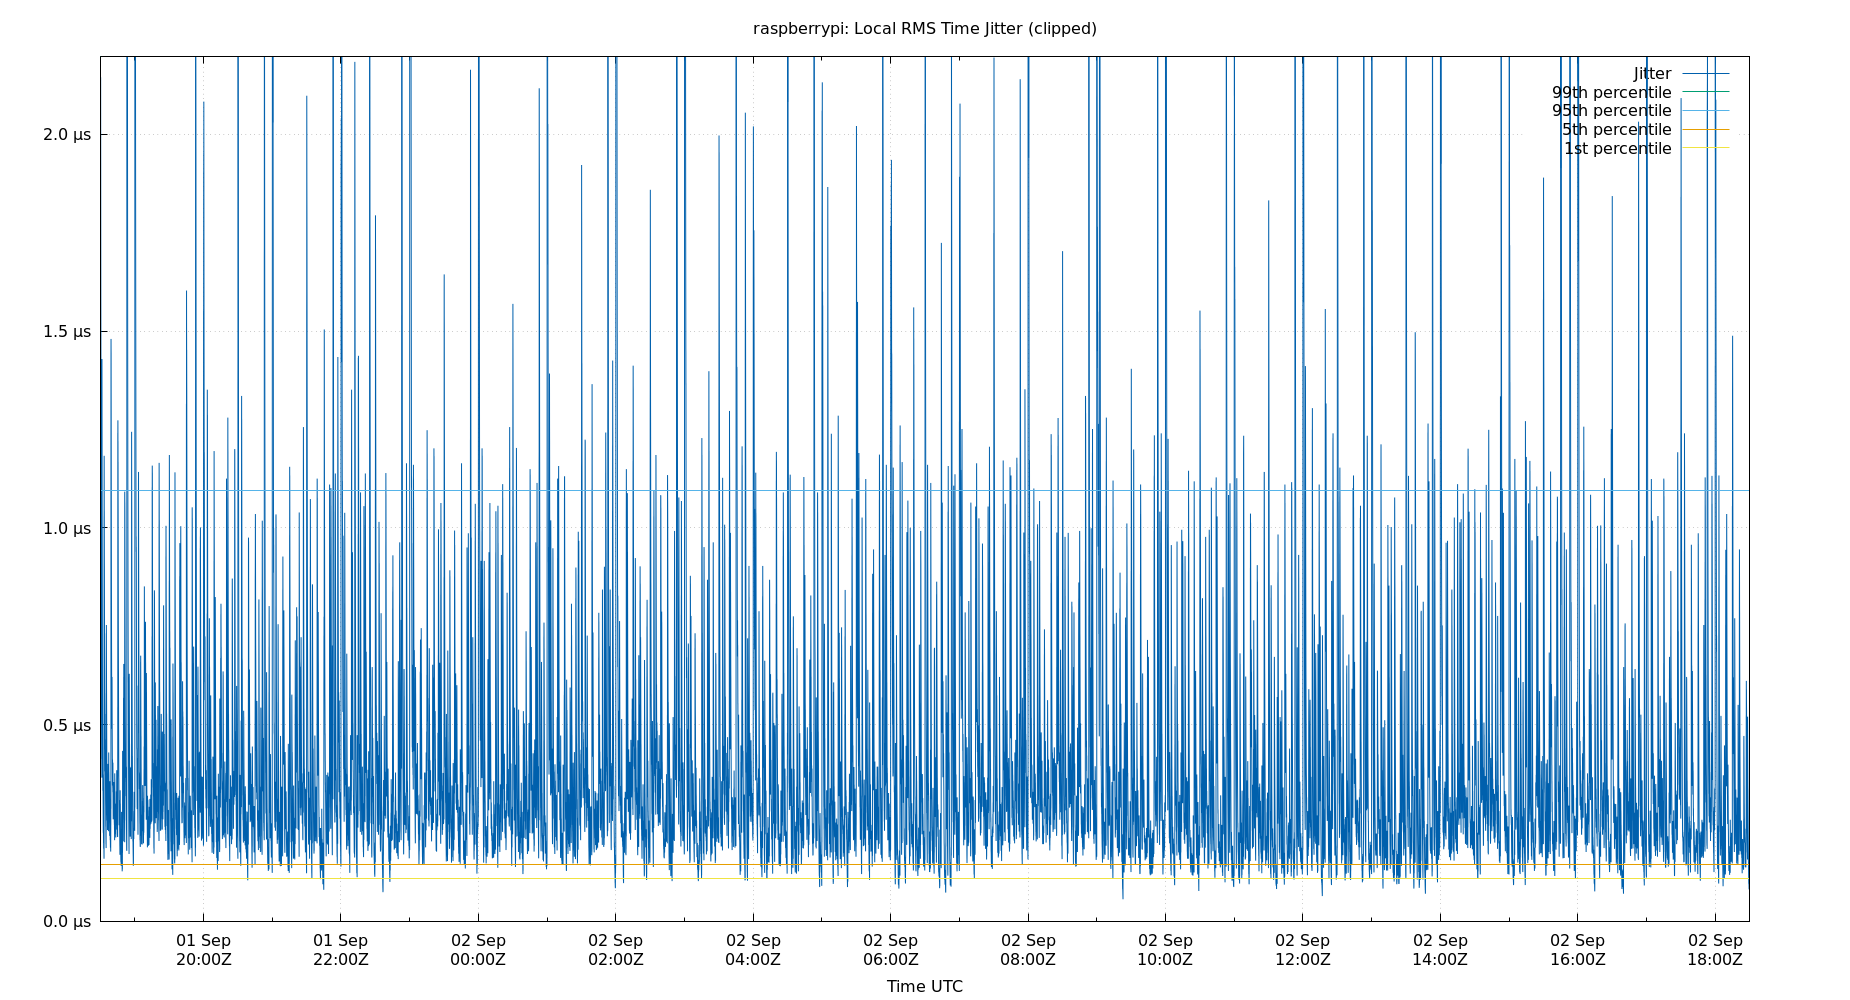 raspberrypi: Local RMS Time Jitter (clipped)
Jitter
99th percentile
95th percentile
5th percentile
1st percentile
2.0 µs
1.5 µs
1.0 µs
0.5 µs
0.0 µs
01 Sep 01 Sep 02 Sep 02 Sep 02 Sep 02 Sep 02 Sep 02 Sep 02 Sep 02 Sep 02 Sep 02 Sep
20:00Z 22:00Z 00:00Z 02:00Z 04:00Z 06:00Z 08:00Z 10:00Z 12:00Z 14:00Z 16:00Z 18:00Z
Time UTC